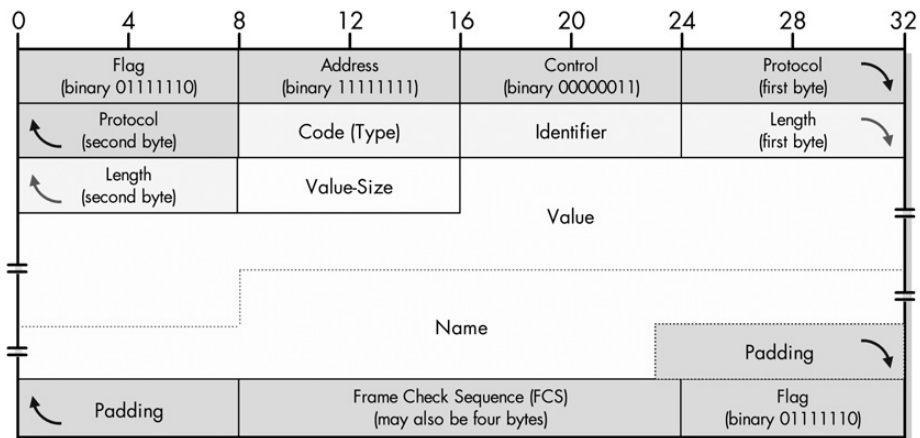 0 4 8 12 16 20 24 28 32
Flag
(binary 01111110)
Address
(binary 11111111)
Control
(binary 00000011)
Protocol
(first byte)
Protocol
(second byte)
Code (Type)
Identifier
Length
(first byte)
Length
(second byte)
Value-Size
Value
Name
Padding
Padding
Frame Check Sequence (FCS)
(may also be four bytes)
Flag
(binary 01111110)